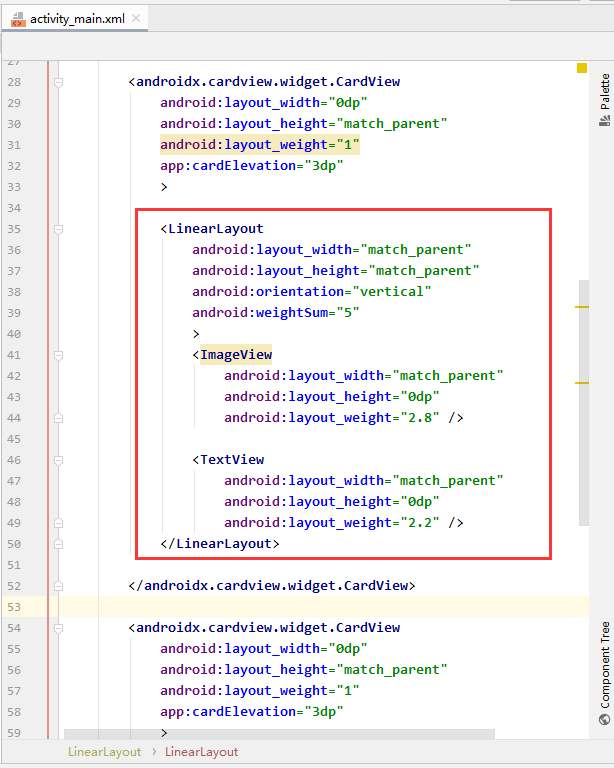 activity_main.xml
27
28 <androidx.cardview.widget.CardView
29 android:layout_width="0dp"
30 android:layout_height="match_parent"
31 android:layout_weight="1"
32 app:cardElevation="3dp"
33 >
34
35 <LinearLayout
36 android:layout_width="match_parent"
37 android:layout_height="match_parent"
38 android:orientation="vertical"
39 android:weightSum="5"
40 >
41 <ImageView
42 android:layout_width="match_parent"
43 android:layout_height="0dp"
44 android:layout_weight="2.8" />
45
46 <TextView
47 android:layout_width="match_parent"
48 android:layout_height="0dp"
49 android:layout_weight="2.2" />
50 </LinearLayout>
51
52 </androidx.cardview.widget.CardView>
53
54 <androidx.cardview.widget.CardView
55 android:layout_width="0dp"
56 android:layout_height="match_parent"
57 android:layout_weight="1"
58 app:cardElevation="3dp"
59 >
LinearLayout › LinearLayout
Palette
Component Tree